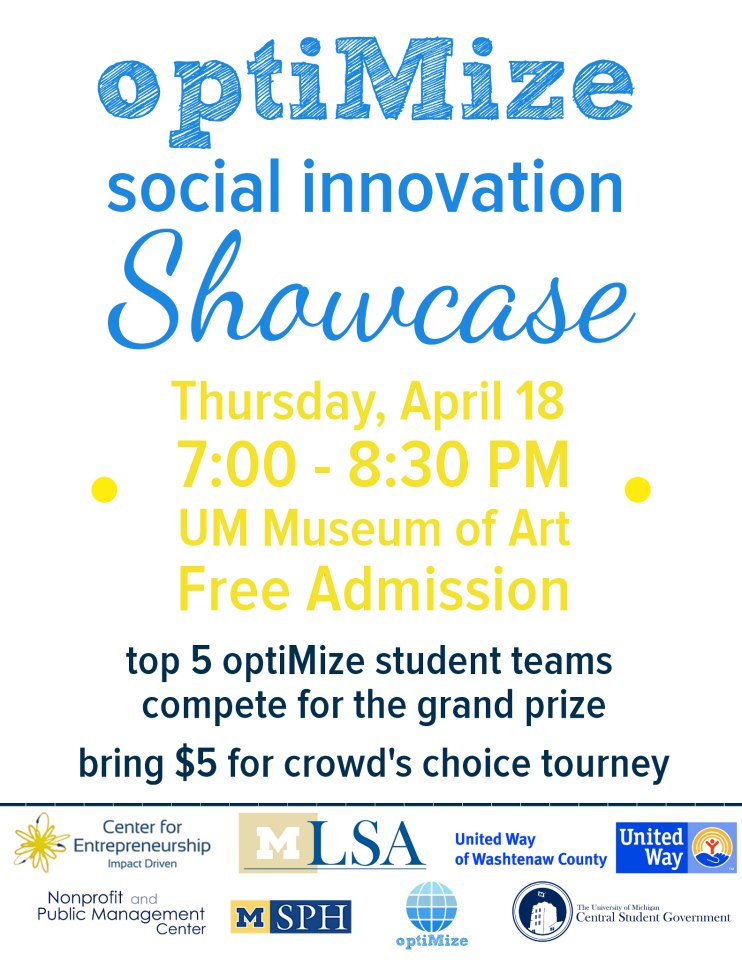 optiMize
social innovation
Showcase
Thursday, April 18
7:00 - 8:30 PM
UM Museum of Art
Free Admission
top 5 optiMize student teams
compete for the grand prize
bring $5 for crowd's choice tourney
Center for
Entrepreneurship
Impact Driven
M LSA
United Way
of Washtenaw County
United
Way
Nonprofit and
Public Management
Center
M SPH
optiMize
The University of Michigan
Central Student Government